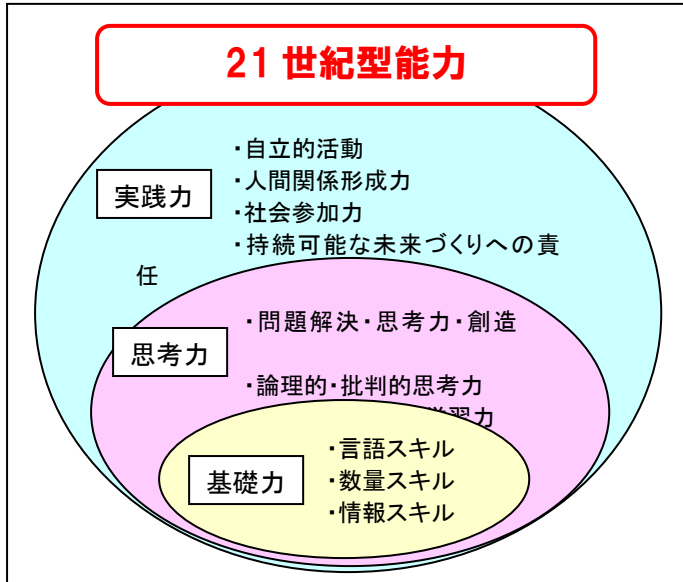 21 世紀型能力
実践力
・自立的活動
・人間関係形成力
・社会参加力
・持続可能な未来づくりへの責
任
思考力
・問題解決・思考力・創造
・論理的・批判的思考力
学習力
基礎力
・言語スキル
・数量スキル
・情報スキル